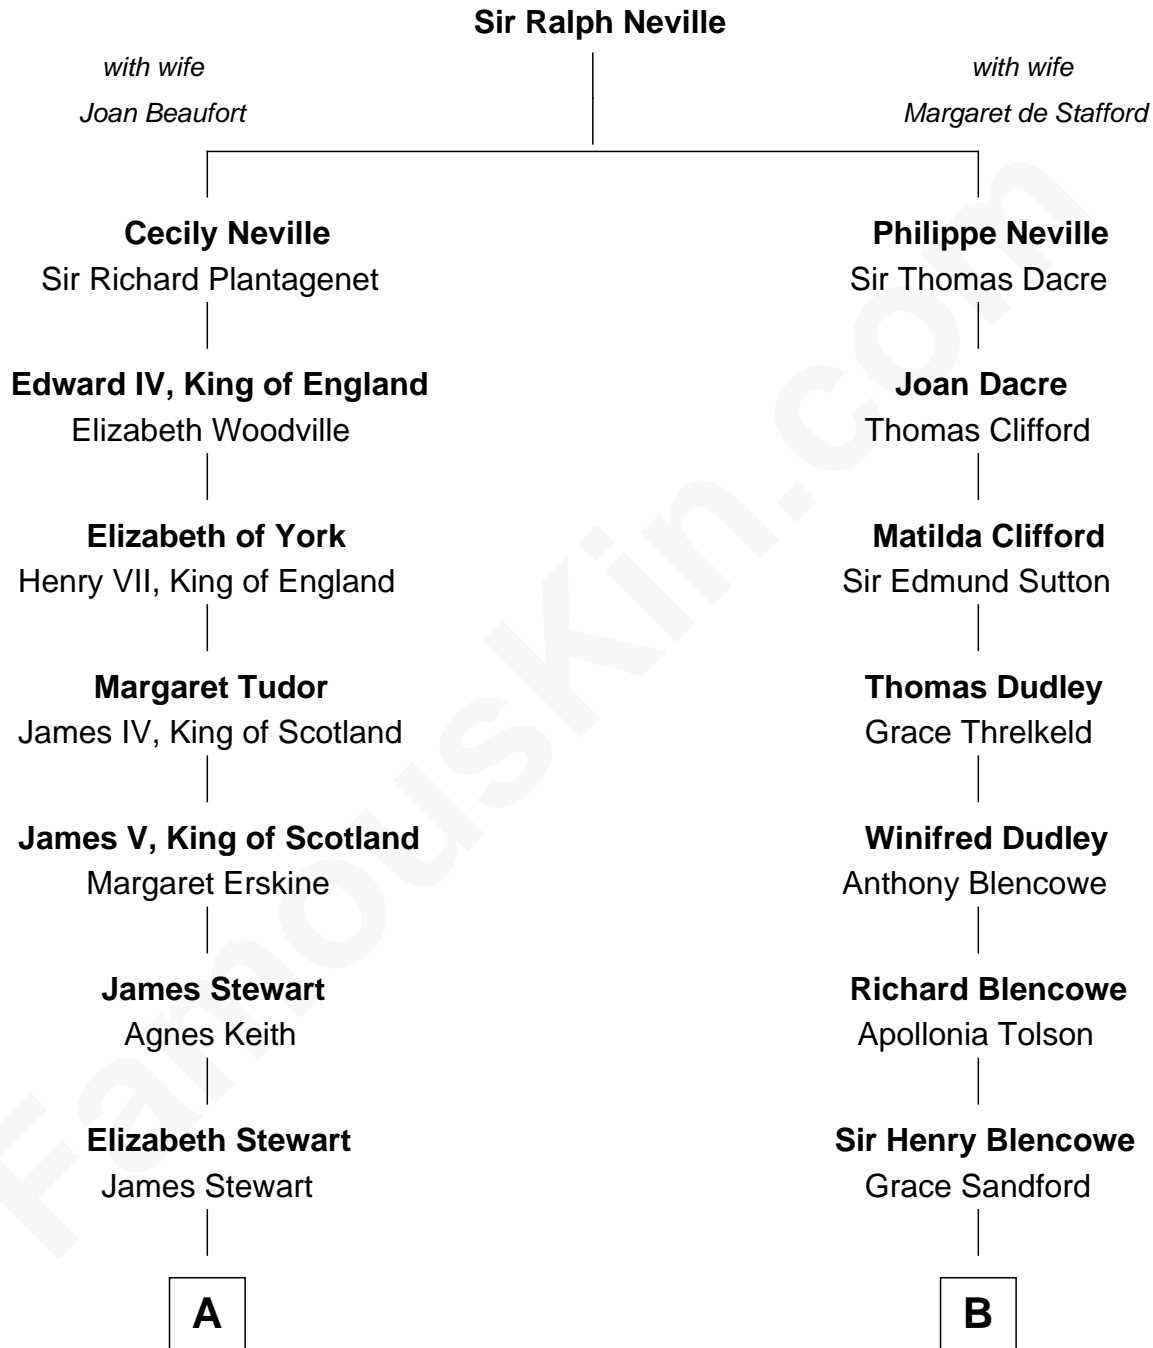 Sir Ralph Neville
with wife
Joan Beaufort
with wife
Margaret de Stafford
Cecily Neville
Sir Richard Plantagenet
Philippe Neville
Sir Thomas Dacre
Edward IV, King of England
Elizabeth Woodville
Joan Dacre
Thomas Clifford
Elizabeth of York
Henry VII, King of England
Matilda Clifford
Sir Edmund Sutton
Margaret Tudor
James IV, King of Scotland
Thomas Dudley
Grace Threlkeld
James V, King of Scotland
Margaret Erskine
Winifred Dudley
Anthony Blencowe
James Stewart
Agnes Keith
Richard Blencowe
Apollonia Tolson
Elizabeth Stewart
James Stewart
Sir Henry Blencowe
Grace Sandford
A
B
FamousKin.com